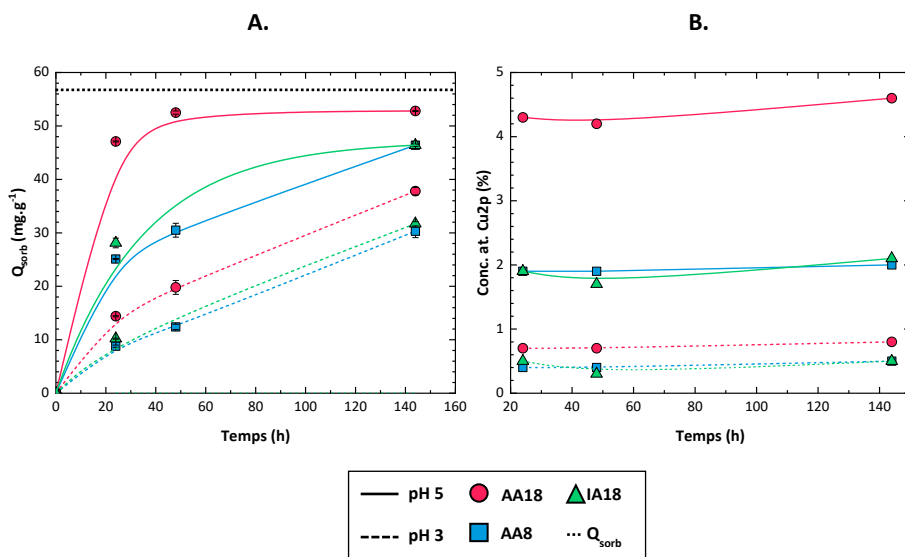 A.
B.
60
50
40
30
20
10
0
Q_sorb (mg.g⁻¹)
0 20 40 60 80 100 120 140 160
Temps (h)
5
4
3
2
1
0
Conc. at. Cu2p (%)
20 40 60 80 100 120 140
Temps (h)
pH 5 AA18 IA18
pH 3 AA8 Q_sorb